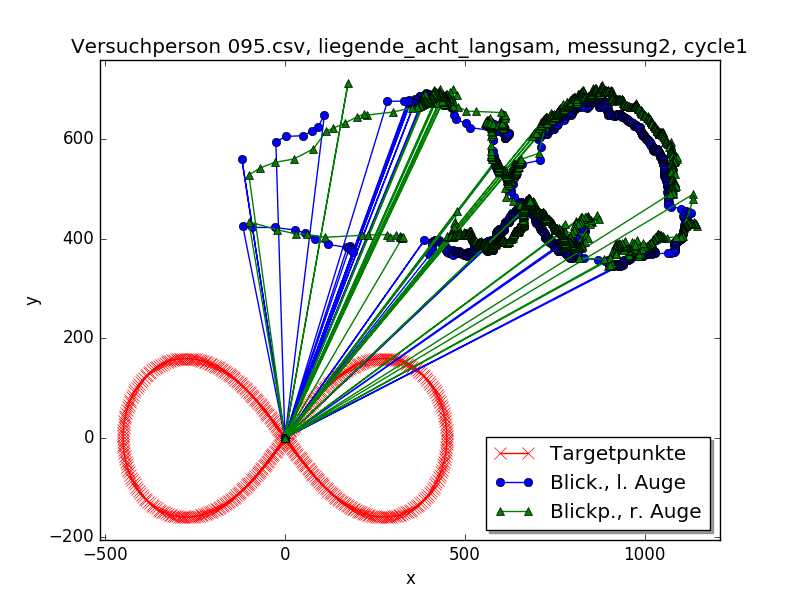 Versuchperson 095.csv, liegende_acht_langsam, messung2, cycle1
y
600
400
200
0
−200
−500
0
500
1000
x
Targetpunkte
Blick., l. Auge
Blickp., r. Auge